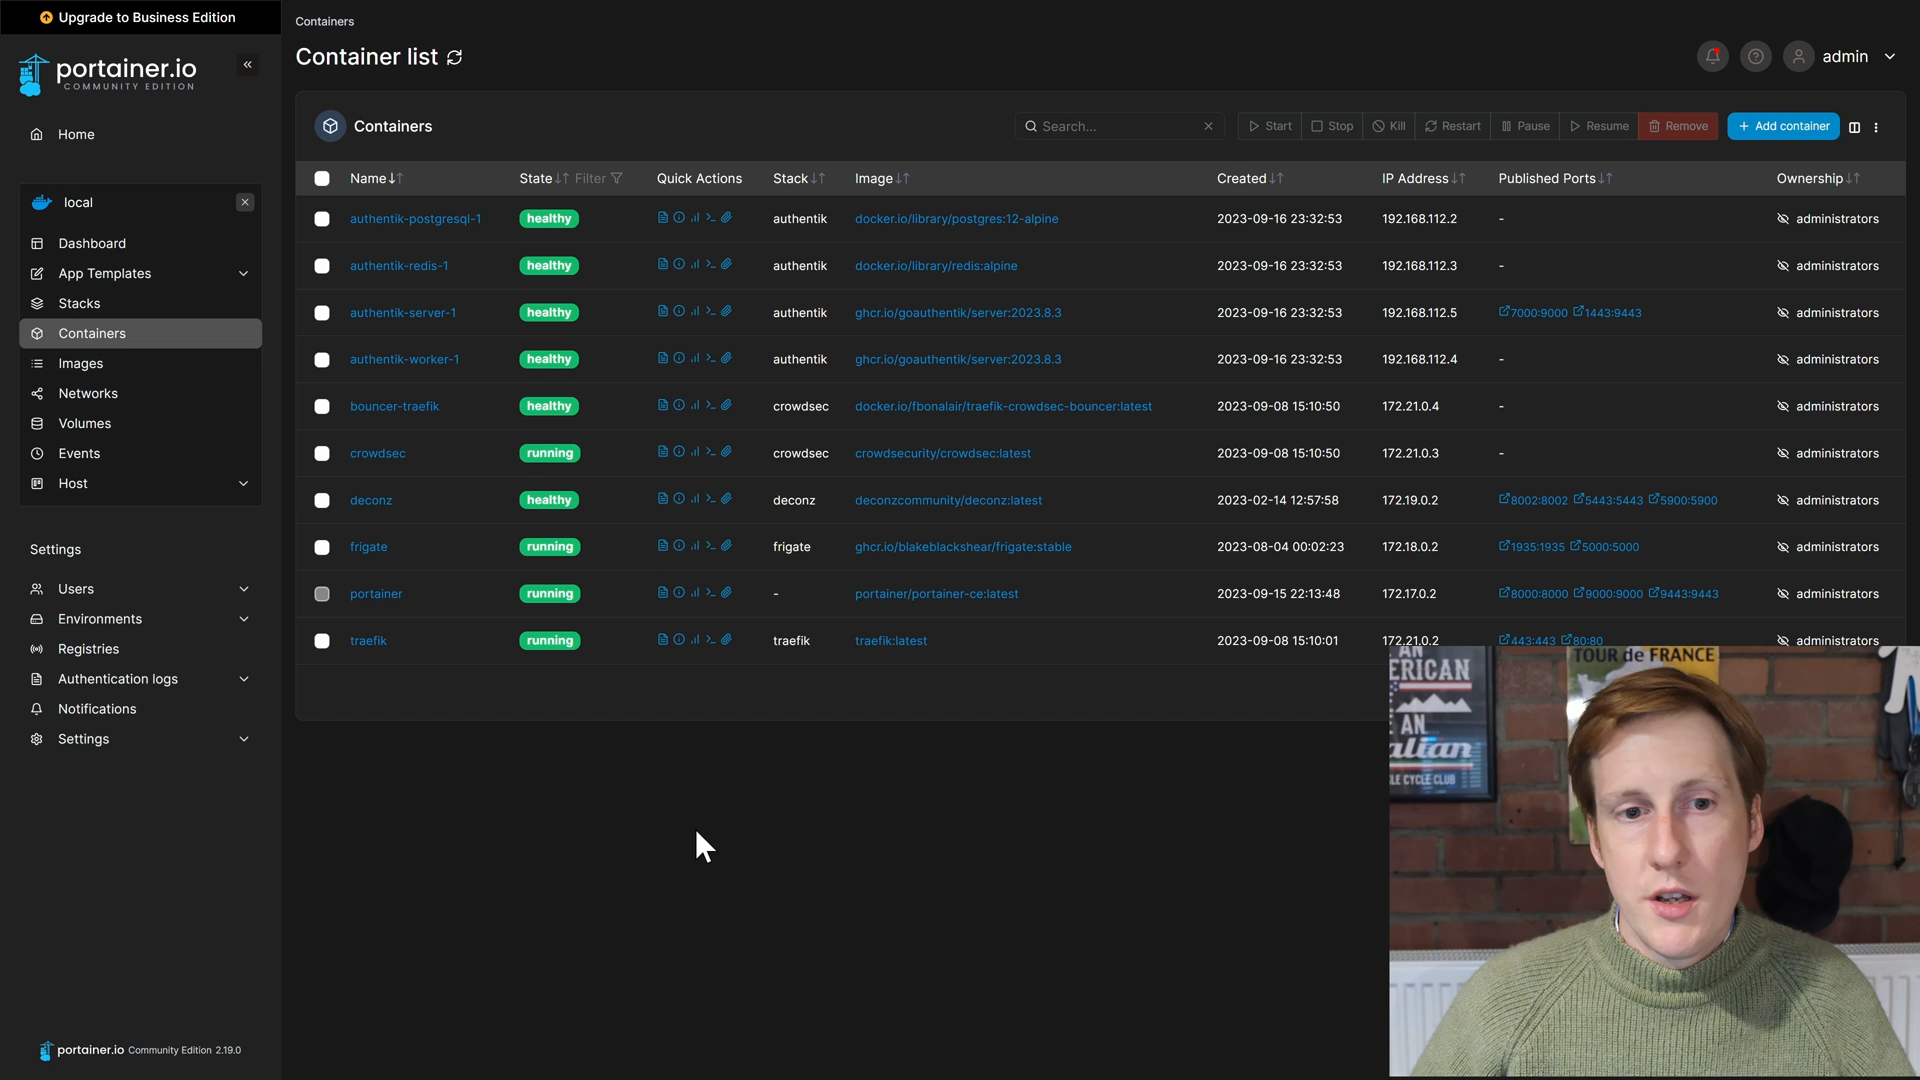 Upgrade to Business Edition
portainer.io
COMMUNITY EDITION
Home
local
Dashboard
App Templates
Stacks
Containers
Images
Networks
Volumes
Events
Host
Settings
Users
Environments
Registries
Authentication logs
Notifications
Settings
portainer.io Community Edition 2.19.0
Containers
Container list
admin
Containers
Search...
Start Stop Kill Restart Pause Resume Remove + Add container
Name State Filter Quick Actions Stack Image Created IP Address Published Ports Ownership
authentik-postgresql-1 healthy authentik docker.io/library/postgres:12-alpine 2023-09-16 23:32:53 192.168.112.2 - administrators
authentik-redis-1 healthy authentik docker.io/library/redis:alpine 2023-09-16 23:32:53 192.168.112.3 - administrators
authentik-server-1 healthy authentik ghcr.io/goauthentik/server:2023.8.3 2023-09-16 23:32:53 192.168.112.5 7000:9000 1443:9443 administrators
authentik-worker-1 healthy authentik ghcr.io/goauthentik/server:2023.8.3 2023-09-16 23:32:53 192.168.112.4 - administrators
bouncer-traefik healthy crowdsec docker.io/fbonalair/traefik-crowdsec-bouncer:latest 2023-09-08 15:10:50 172.21.0.4 - administrators
crowdsec running crowdsec crowdsecurity/crowdsec:latest 2023-09-08 15:10:50 172.21.0.3 - administrators
deconz healthy deconz deconzcommunity/deconz:latest 2023-02-14 12:57:58 172.19.0.2 8002:8002 5443:5443 5900:5900 administrators
frigate running frigate ghcr.io/blakeblackshear/frigate:stable 2023-08-04 00:02:23 172.18.0.2 1935:1935 5000:5000 administrators
portainer running - portainer/portainer-ce:latest 2023-09-15 22:13:48 172.17.0.2 8000:8000 9000:9000 9443:9443 administrators
traefik running traefik traefik:latest 2023-09-08 15:10:01 172.21.0.2 443:443 80:80 administrators
AN
ERICAN
E AN
alian
LE CYCLE CLUB
TOUR de FRANCE